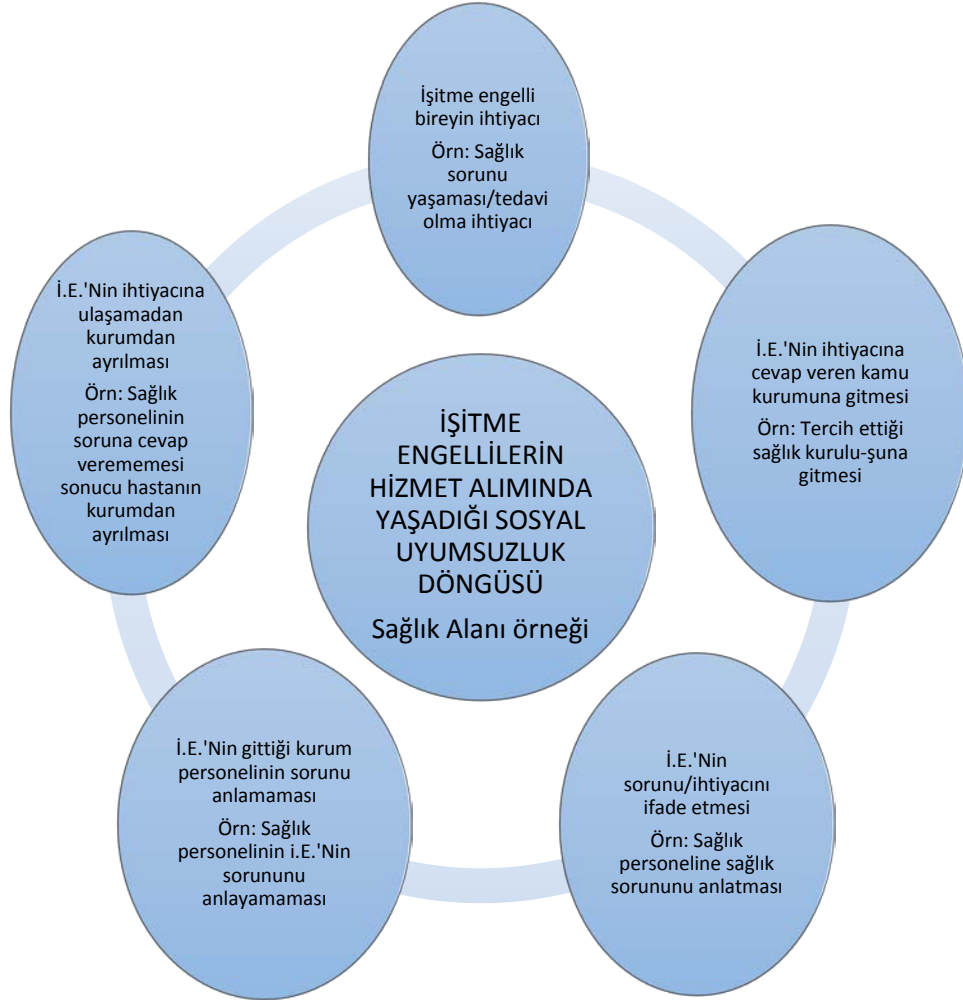 İşitme engelli
bireyin ihtiyacı
Örn: Sağlık
sorunu
yaşaması/tedavi
olma ihtiyacı
İ.E.'Nin ihtiyacına
cevap veren kamu
kurumuna gitmesi
Örn: Tercih ettiği
sağlık kurulu-şuna
gitmesi
İ.E.'Nin
sorunu/ihtiyacını
ifade etmesi
Örn: Sağlık
personeline sağlık
sorununu anlatması
İ.E.'Nin gittiği kurum
personelinin sorunu
anlamaması
Örn: Sağlık
personelinin i.E.'Nin
sorununu
anlayamaması
İ.E.'Nin ihtiyacına
ulaşamadan
kurumdan
ayrılması
Örn: Sağlık
personelinin
soruna cevap
verememesi
sonucu hastanın
kurumdan
ayrılması
İŞİTME
ENGELLİLERİN
HİZMET ALIMINDA
YAŞADIĞI SOSYAL
UYUMSUZLUK
DÖNGÜSÜ
Sağlık Alanı örneği